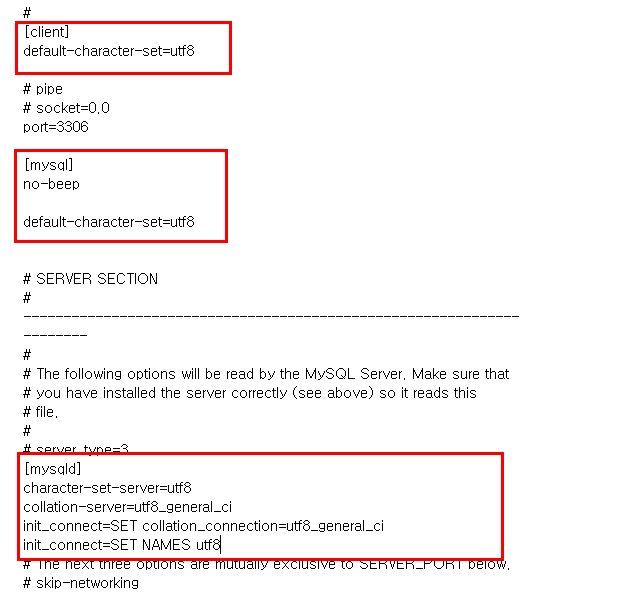 #
[client]
default-character-set=utf8
# pipe
# socket=0.0
port=3306
[mysql]
no-beep
default-character-set=utf8
# SERVER SECTION
#
--------------------------------------------------------------
--------
#
# The following options will be read by the MySQL Server. Make sure that
# you have installed the server correctly (see above) so it reads this
# file.
#
# server_type=3
[mysqld]
character-set-server=utf8
collation-server=utf8_general_ci
init_connect=SET collation_connection=utf8_general_ci
init_connect=SET NAMES utf8
# The next three options are mutually exclusive to SERVER_PORT below.
# skip-networking